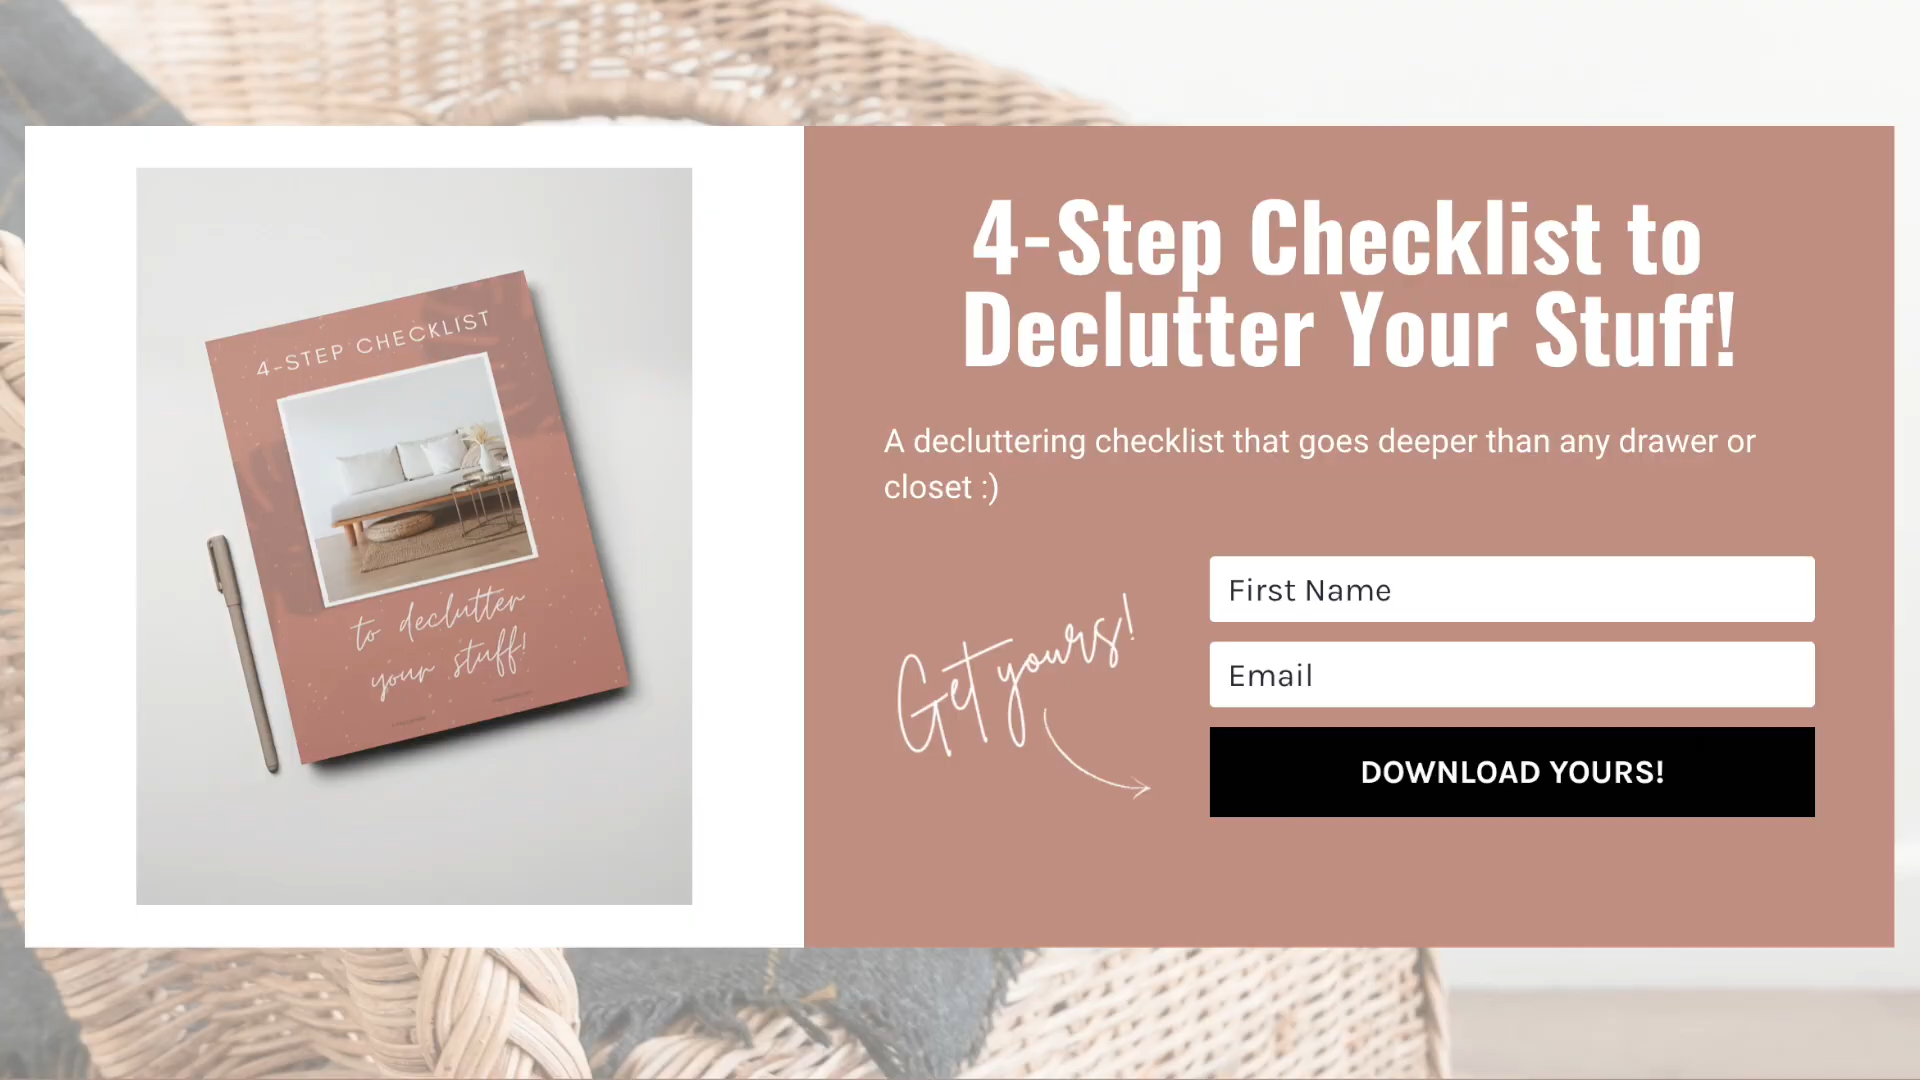 4-STEP CHECKLIST
to declutter
your stuff!
4-Step Checklist to
Declutter Your Stuff!
A decluttering checklist that goes deeper than any drawer or
closet :)
Get yours!
First Name
Email
DOWNLOAD YOURS!